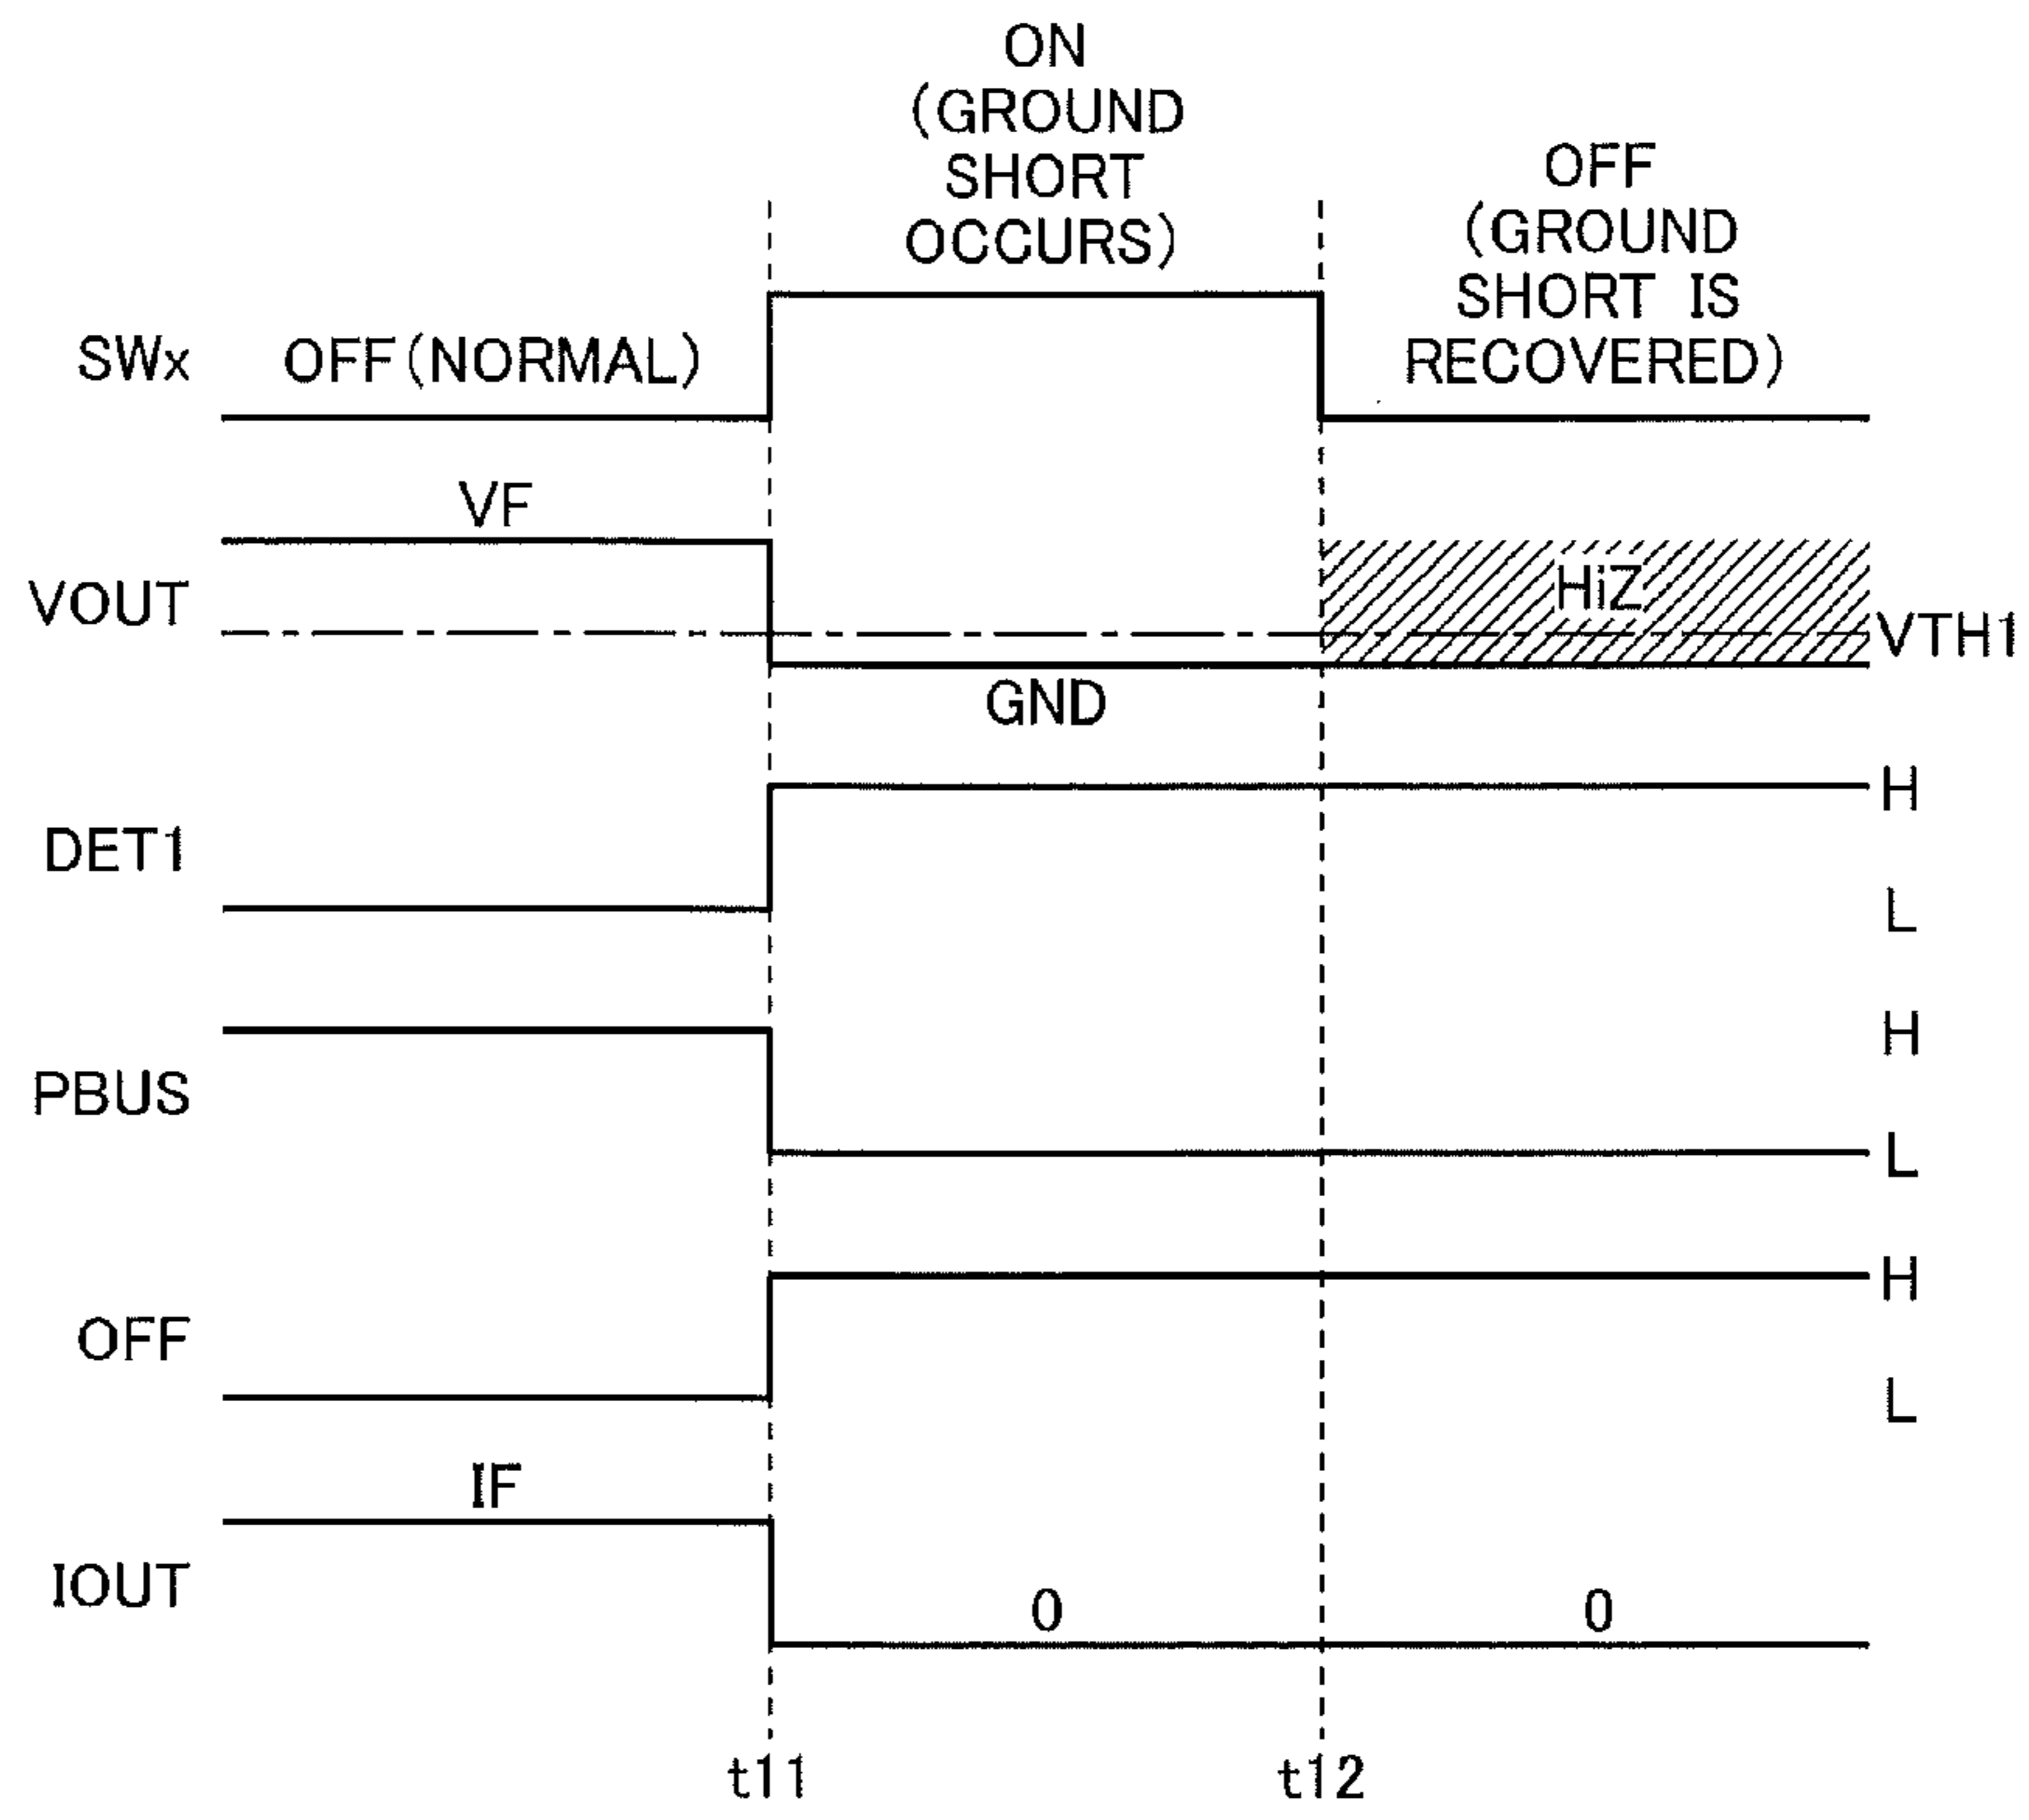 ON
(GROUND
SHORT
OCCURS)
OFF
(GROUND
SHORT IS
RECOVERED)
SWx
OFF(NORMAL)
VF
VOUT
HiZ
VTH1
GND
DET1
H
L
PBUS
H
L
OFF
H
L
IF
IOUT
0
0
t11
t12